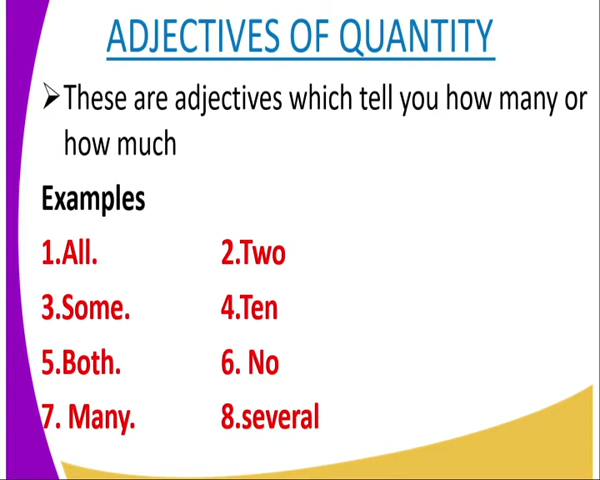 ADJECTIVES OF QUANTITY
➢These are adjectives which tell you how many or
how much
Examples
1.All. 2.Two
3.Some. 4.Ten
5.Both. 6. No
7. Many. 8.several